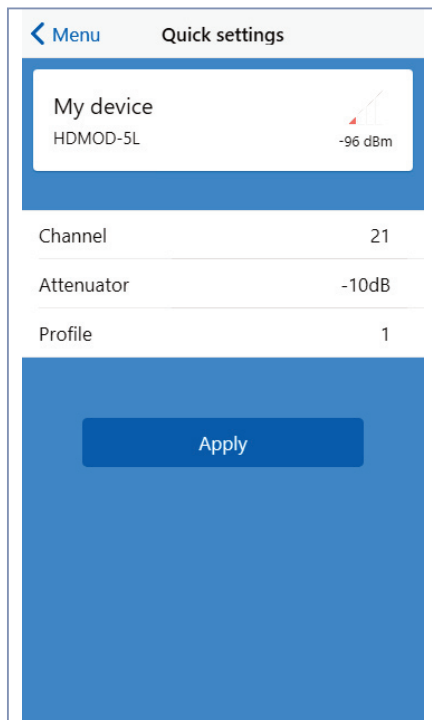 Menu Quick settings
My device
HDMOD-5L
-96 dBm
Channel 21
Attenuator -10dB
Profile 1
Apply